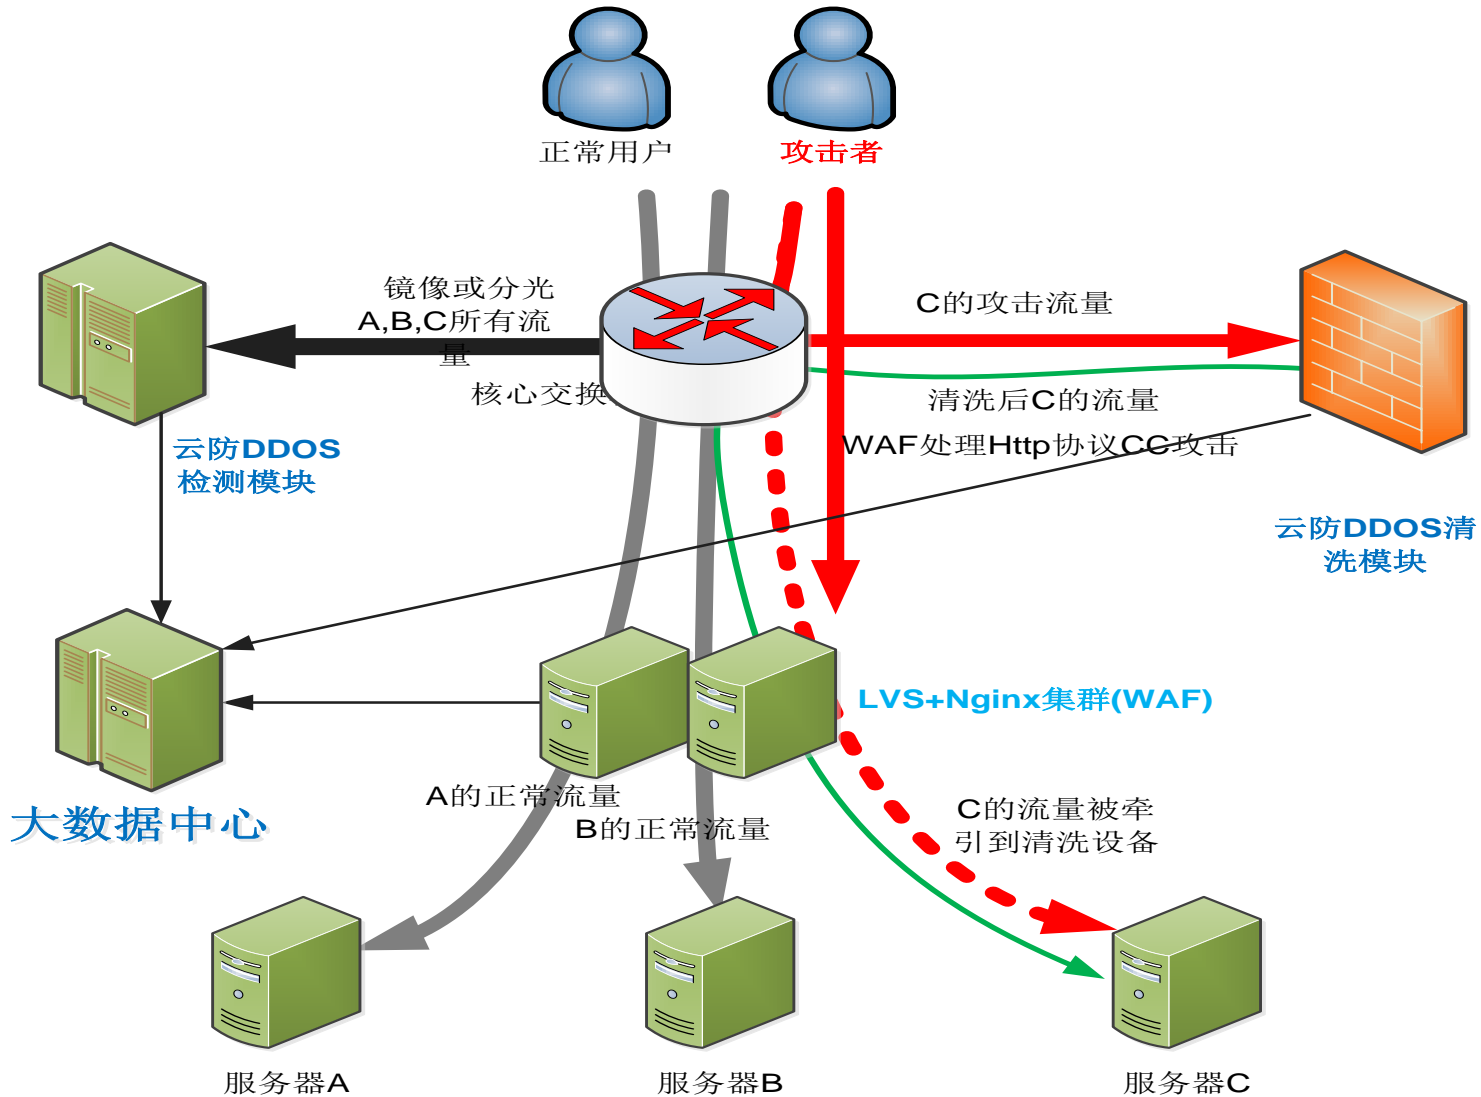 正常用户
攻击者
镜像或分光
A,B,C所有流
量
核心交换
C的攻击流量
清洗后C的流量
WAF处理Http协议CC攻击
云防DDOS
检测模块
云防DDOS清
洗模块
LVS+Nginx集群(WAF)
大数据中心
A的正常流量
B的正常流量
C的流量被牵
引到清洗设备
服务器A
服务器B
服务器C